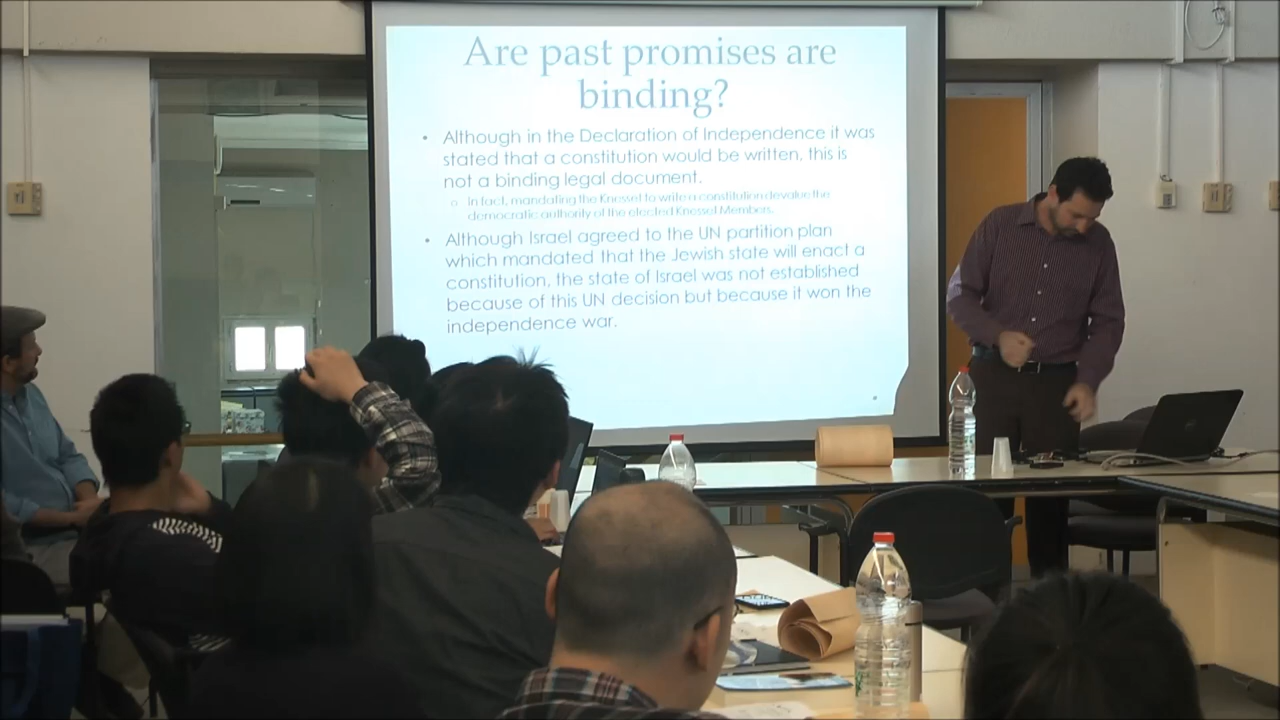 Are past promises are
binding?
• Although in the Declaration of Independence it was
stated that a constitution would be written, this is
not a binding legal document.
o In fact, mandating the Knesset to write a constitution devalue the
democratic authority of the elected Knesset Members.
• Although Israel agreed to the UN partition plan
which mandated that the Jewish state will enact a
constitution, the state of Israel was not established
because of this UN decision but because it won the
independence war.